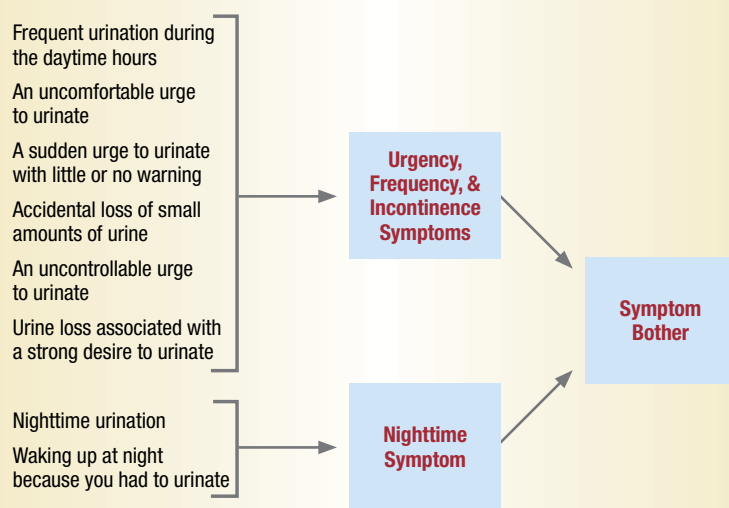 Frequent urination during
the daytime hours
An uncomfortable urge
to urinate
A sudden urge to urinate
with little or no warning
Accidental loss of small
amounts of urine
An uncontrollable urge
to urinate
Urine loss associated with
a strong desire to urinate
Nighttime urination
Waking up at night
because you had to urinate
Urgency,
Frequency, &
Incontinence
Symptoms
Nighttime
Symptom
Symptom
Bother